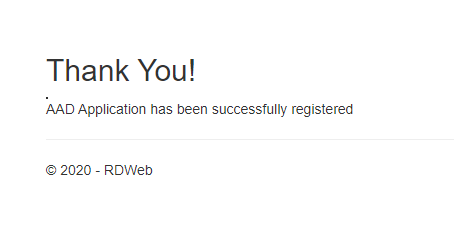 Thank You!
.
AAD Application has been successfully registered
© 2020 - RDWeb